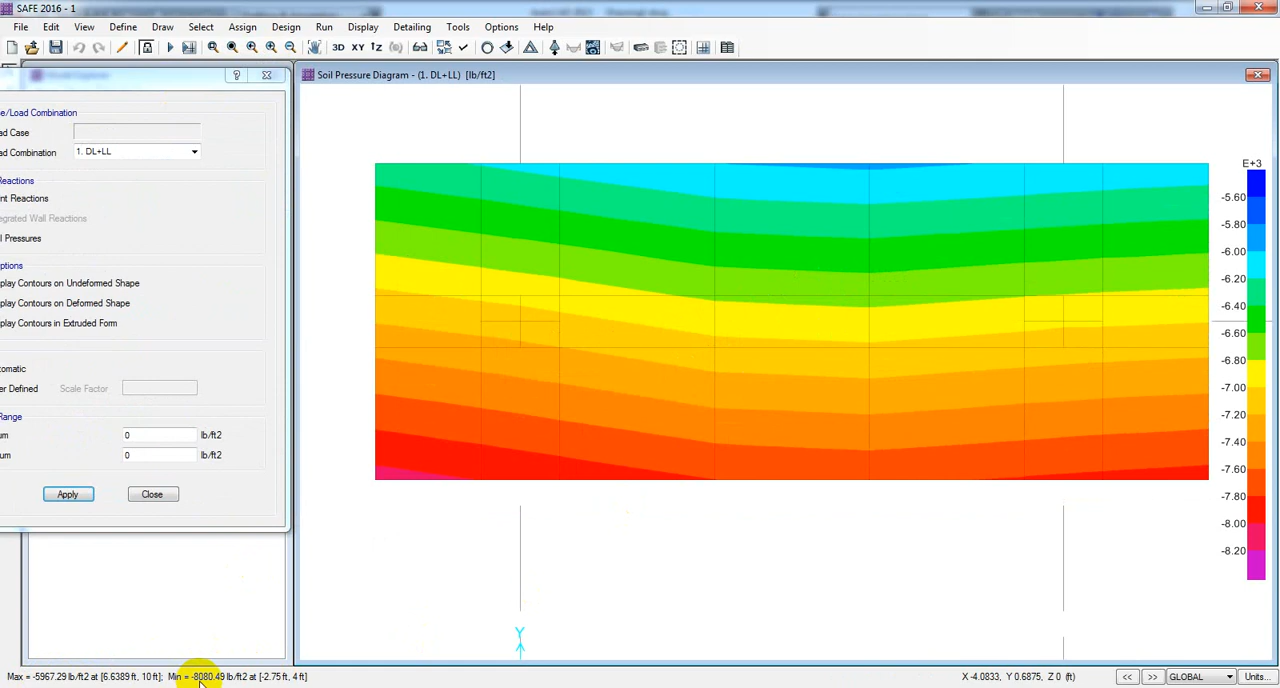 SAFE 2016 - 1
File Edit View Define Draw Select Assign Design Run Display Detailing Tools Options Help
3D XY
Soil Pressure Diagram - (1. DL+LL) [lb/ft2]
e/Load Combination
ad Case
ad Combination 1. DL+LL
Reactions
nt Reactions
egrated Wall Reactions
l Pressures
ptions
play Contours on Undeformed Shape
play Contours on Deformed Shape
play Contours in Extruded Form
tomatic
er Defined Scale Factor
Range
um 0 lb/ft2
um 0 lb/ft2
Apply Close
E+3
-5.60
-5.80
-6.00
-6.20
-6.40
-6.60
-6.80
-7.00
-7.20
-7.40
-7.60
-7.80
-8.00
-8.20
Y
Max = -5967.29 lb/ft2 at [6.6389 ft, 10 ft]; Min = -8080.49 lb/ft2 at [-2.75 ft, 4 ft] X -4.0833, Y 0.6875, Z 0 (ft) << >> GLOBAL Units...